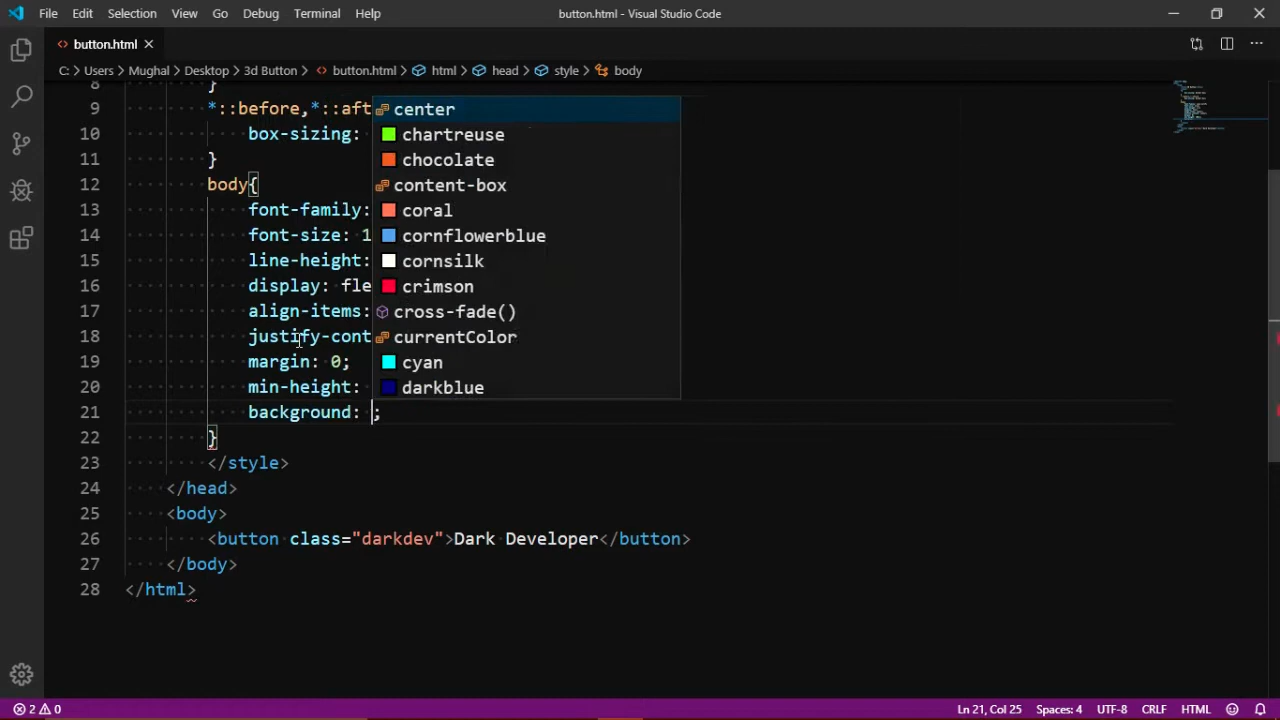 File Edit Selection View Go Debug Terminal Help button.html - Visual Studio Code
<> button.html ×
C: > Users > Mughal > Desktop > 3d Button > <> button.html > html > head > style > body
8 }
9 *::before,*::aft
10 box-sizing:
11 }
12 body{
13 font-family:
14 font-size: 1
15 line-height:
16 display: fle
17 align-items:
18 justify-cont
19 margin: 0;
20 min-height:
21 background: ;
22 }
23 </style>
24 </head>
25 <body>
26 <button class="darkdev">Dark Developer</button>
27 </body>
28 </html>
center
chartreuse
chocolate
content-box
coral
cornflowerblue
cornsilk
crimson
cross-fade()
currentColor
cyan
darkblue
2 0 Ln 21, Col 25 Spaces: 4 UTF-8 CRLF HTML